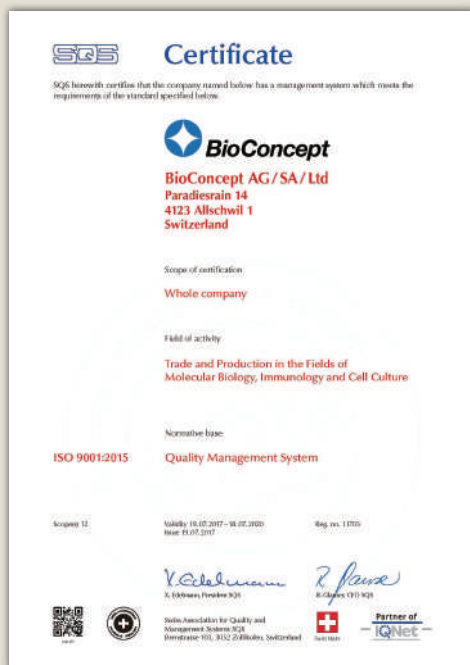 SQS
Certificate
SQS herewith certifies that the company named below has a management system which meets the
requirements of the standard specified below.
BioConcept
BioConcept AG/SA/Ltd
Paradiesrain 14
4123 Allschwil 1
Switzerland
Scope of certification
Whole company
Field of activity
Trade and Production in the Fields of
Molecular Biology, Immunology and Cell Culture
Normative base
ISO 9001:2015
Quality Management System
Scope(s) 12
Validity 19.07.2017 – 18.07.2020
Issue 19.07.2017
Reg. no.
X. Edelmann
X. Edelmann, President SQS
CEO SQS
Swiss Association for Quality and
Management Systems SQS
Bernstrasse 103, 3052 Zollikofen, Switzerland
Swiss Made
Partner of
IQNet